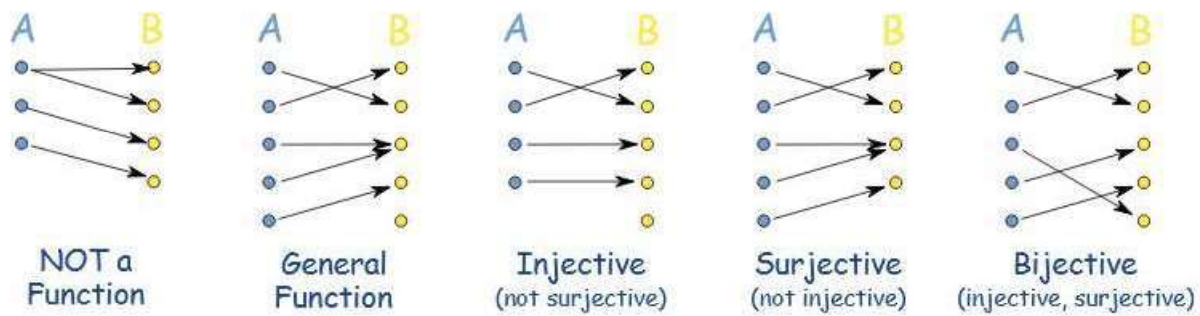 A B A B A B A B A B
NOT a
Function
General
Function
Injective
(not surjective)
Surjective
(not injective)
Bijective
(injective, surjective)